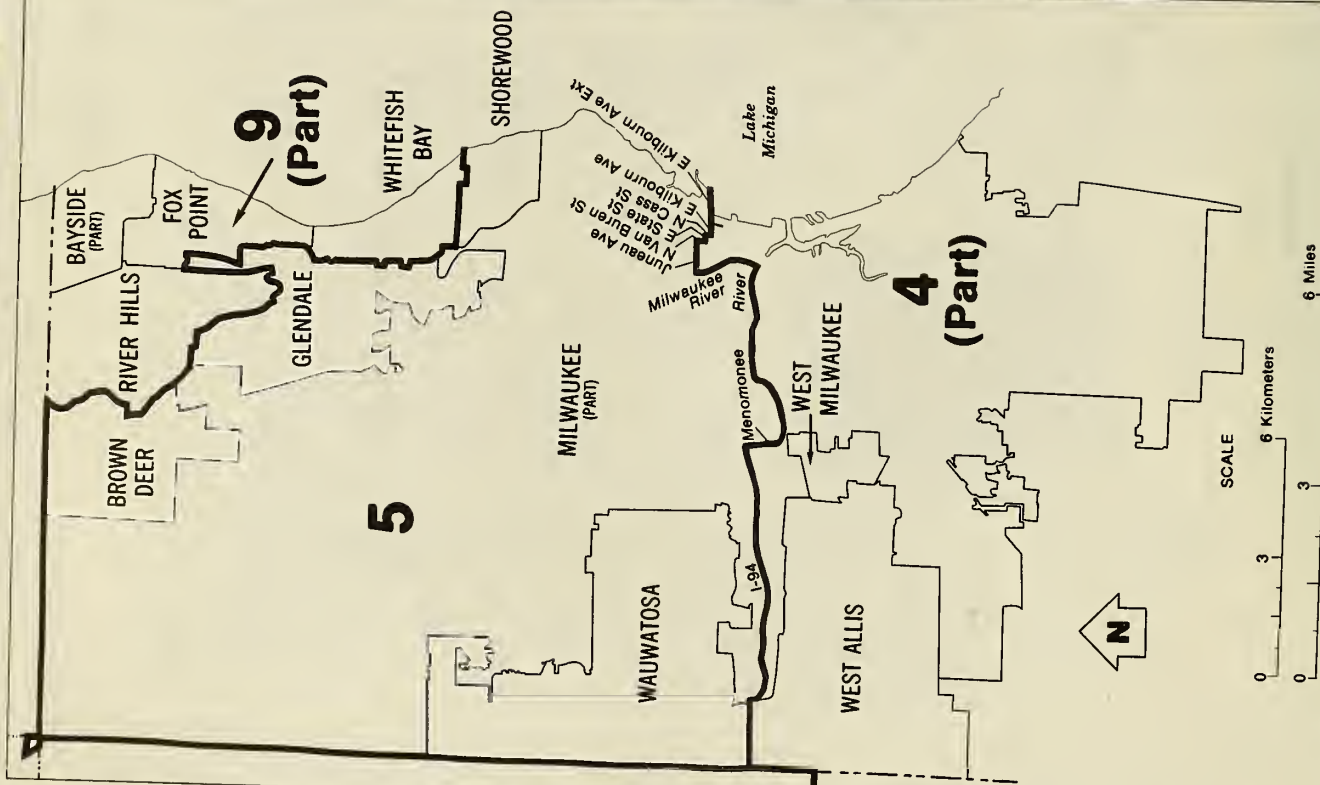 BAYSIDE
(PART)
FOX
POINT
9
(Part)
RIVER HILLS
BROWN
DEER
GLENDALE
WHITEFISH
BAY
SHOREWOOD
5
MILWAUKEE
(PART)
E Kilbourn Ave Ext
E Kilbourn Ave
N Cass St
E State St
N Van Buren St
Juneau Ave
Milwaukee
River
River
Menomonee
Lake
Michigan
WAUWATOSA
I-94
WEST
MILWAUKEE
4
(Part)
WEST ALLIS
N
SCALE
0 3 6 Kilometers
0 3 6 Miles